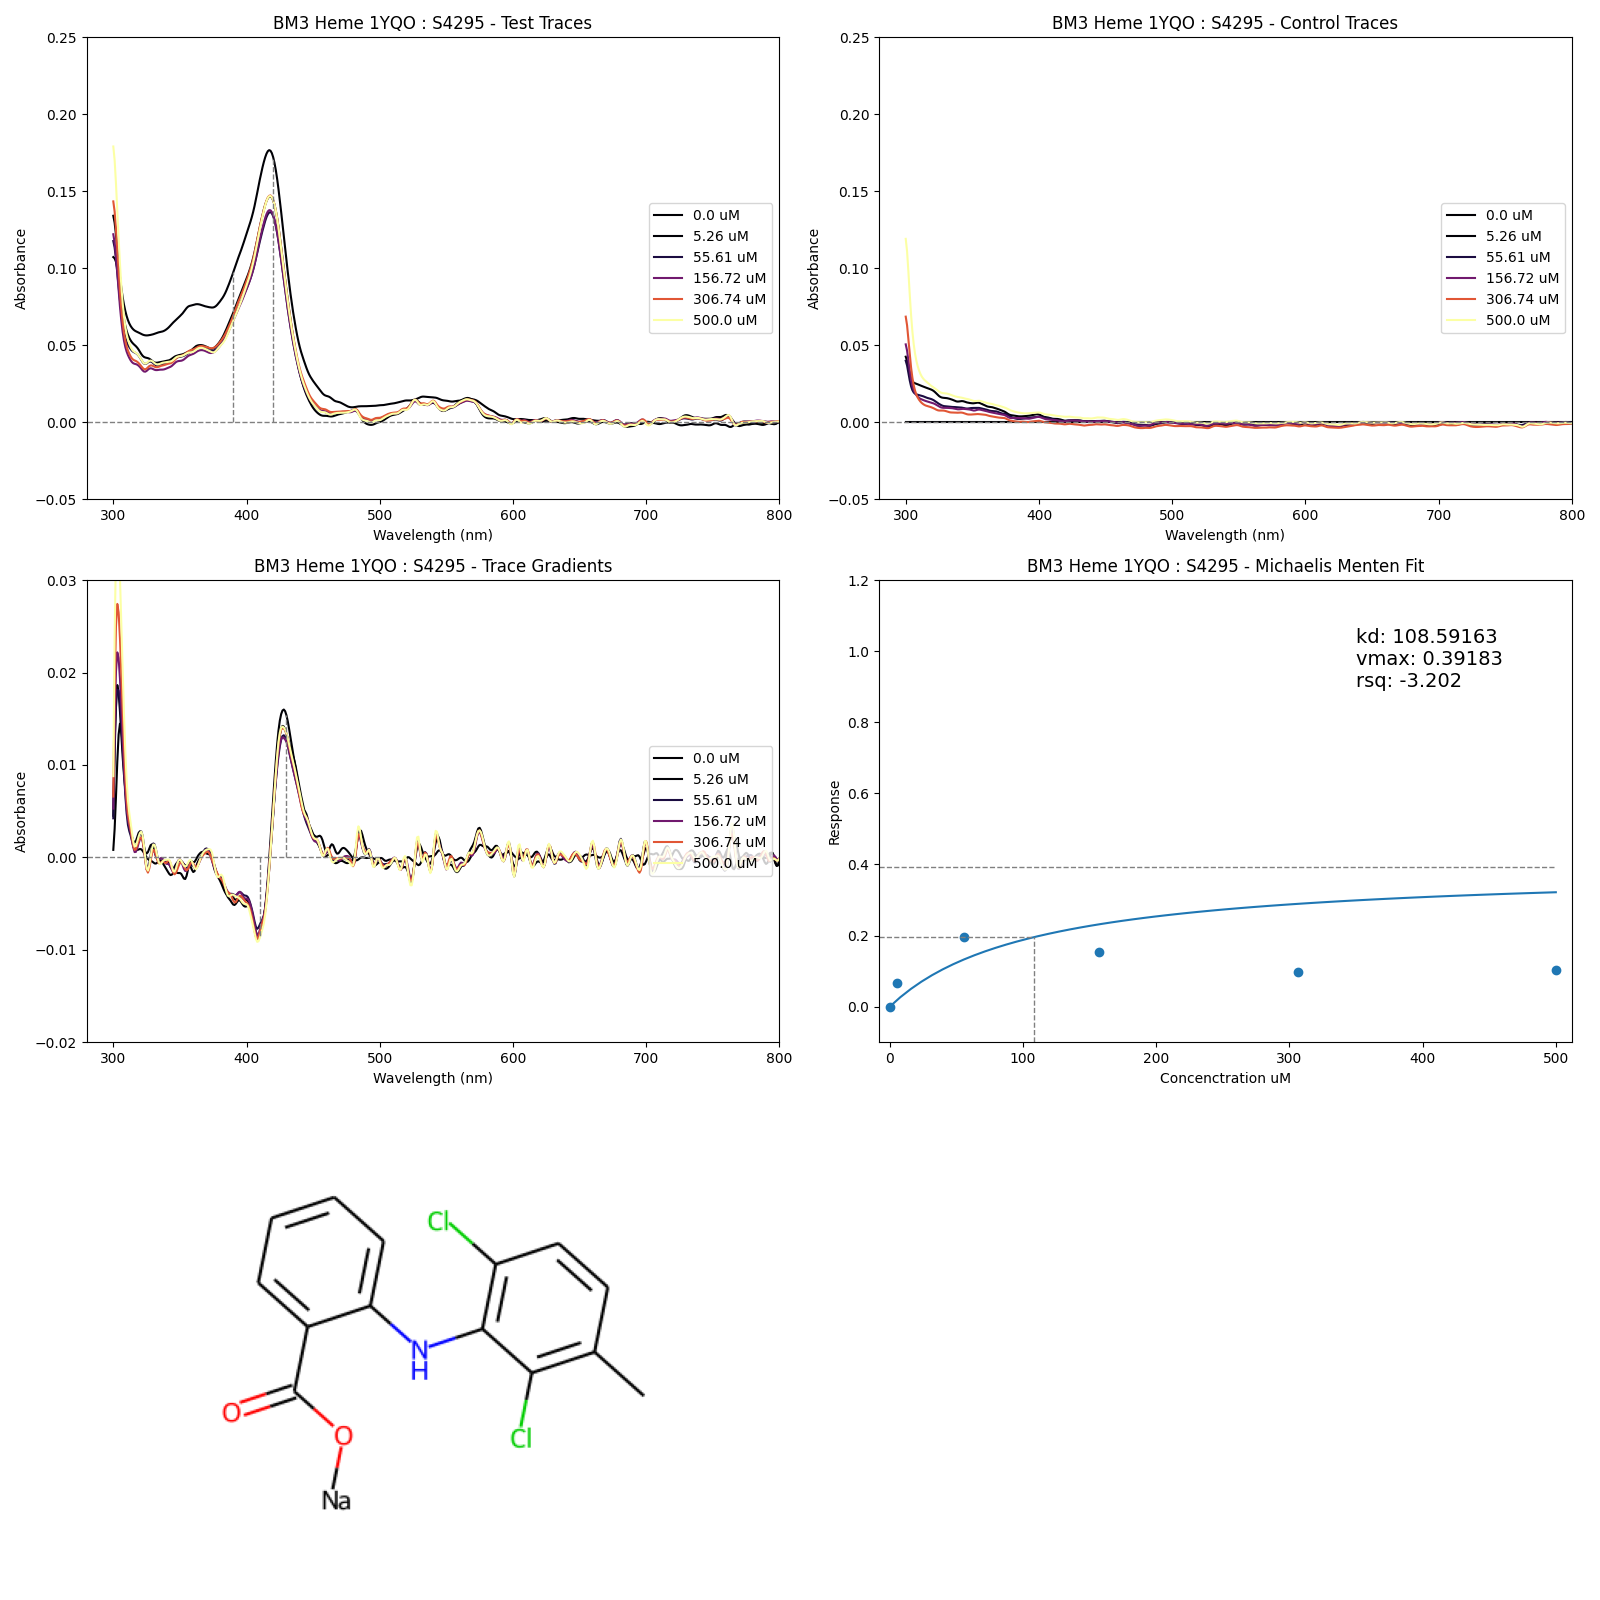 BM3 Heme 1YQO : S4295 - Test Traces
0.25
0.20
0.15
0.10
0.05
0.00
−0.05
Absorbance
300 400 500 600 700 800
Wavelength (nm)
0.0 uM
5.26 uM
55.61 uM
156.72 uM
306.74 uM
500.0 uM
BM3 Heme 1YQO : S4295 - Control Traces
0.25
0.20
0.15
0.10
0.05
0.00
−0.05
Absorbance
300 400 500 600 700 800
Wavelength (nm)
0.0 uM
5.26 uM
55.61 uM
156.72 uM
306.74 uM
500.0 uM
BM3 Heme 1YQO : S4295 - Trace Gradients
0.03
0.02
0.01
0.00
−0.01
−0.02
Absorbance
300 400 500 600 700 800
Wavelength (nm)
0.0 uM
5.26 uM
55.61 uM
156.72 uM
306.74 uM
500.0 uM
BM3 Heme 1YQO : S4295 - Michaelis Menten Fit
1.2
1.0
0.8
0.6
0.4
0.2
0.0
Response
kd: 108.59163
vmax: 0.39183
rsq: -3.202
0 100 200 300 400 500
Concenctration uM
Cl
N
H
O
O
Cl
Na